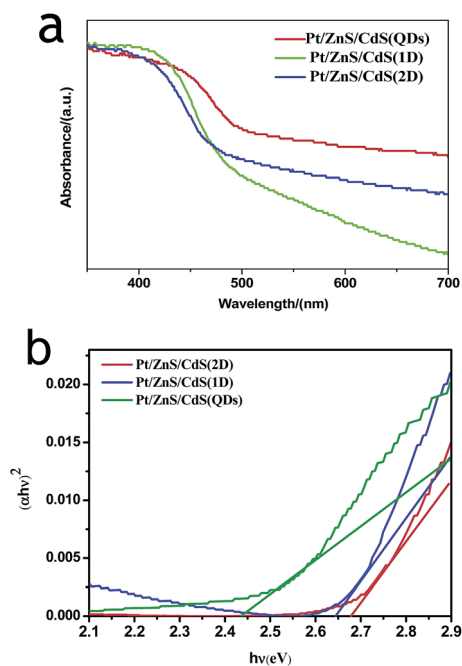 a
Pt/ZnS/CdS(QDs)
Pt/ZnS/CdS(1D)
Pt/ZnS/CdS(2D)
Absorbance/(a.u.)
400 500 600 700
Wavelength/(nm)
b
Pt/ZnS/CdS(2D)
Pt/ZnS/CdS(1D)
Pt/ZnS/CdS(QDs)
(αhν)²
0.020
0.015
0.010
0.005
0.000
2.1 2.2 2.3 2.4 2.5 2.6 2.7 2.8 2.9
hν(eV)